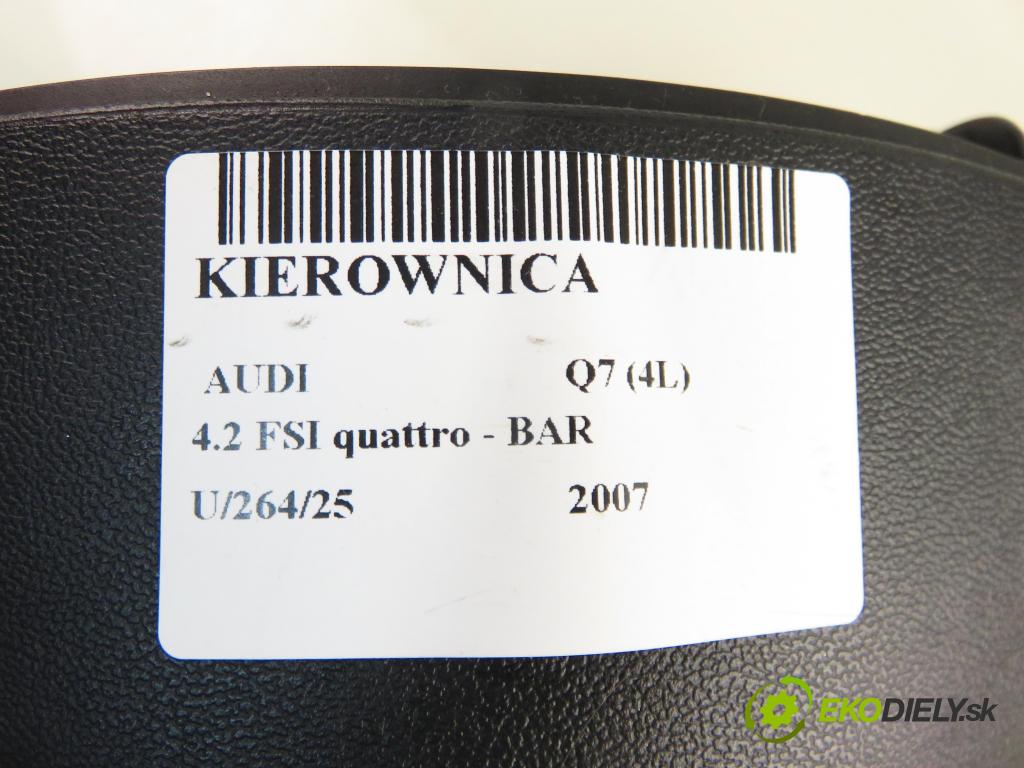 KIEROWNICA
AUDI Q7 (4L)
4.2 FSI quattro - BAR
U/264/25 2007
EKODIELY.sk